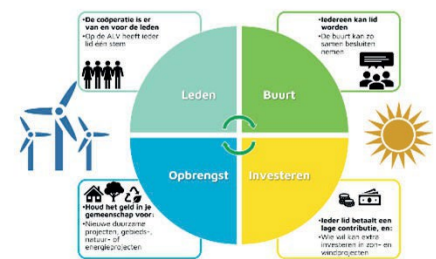 •De coöperatie is er
van en voor de leden
•Op de ALV heeft ieder
lid één stem
•Iedereen kan lid
worden
•De buurt kan zo
samen besluiten
nemen
Leden
Buurt
Opbrengst
Investeren
•Houd het geld in je
gemeenschap voor:
•Nieuwe duurzame
projecten, gebieds-,
natuur- of
energieprojecten
•Ieder lid betaalt een
lage contributie, en:
•Wie wil kan extra
investeren in zon- en
windprojecten